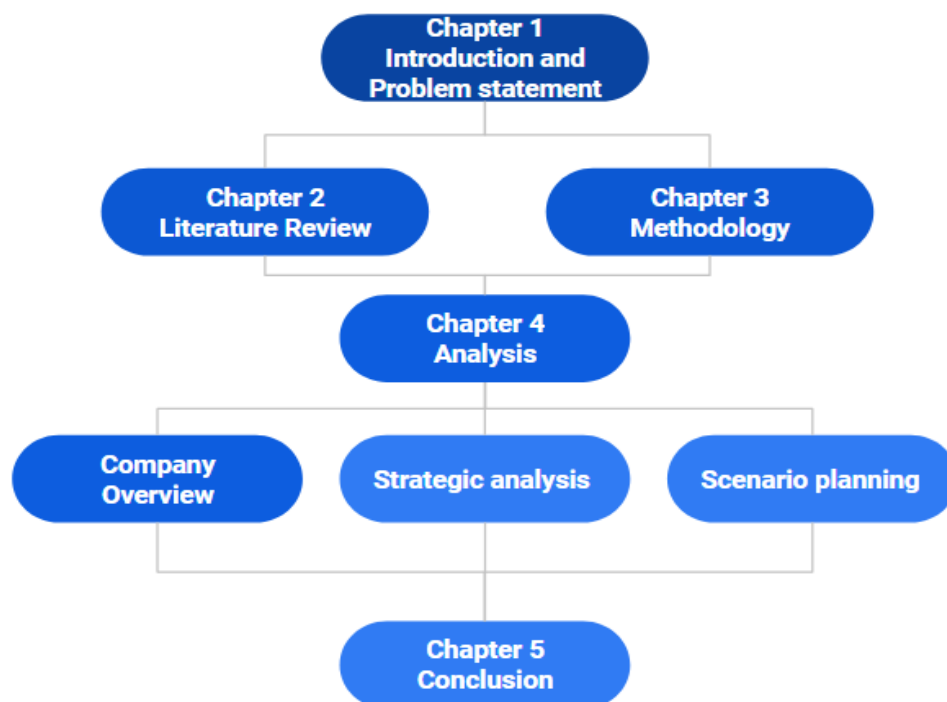 Chapter 1
Introduction and
Problem statement
Chapter 2
Literature Review
Chapter 3
Methodology
Chapter 4
Analysis
Company
Overview
Strategic analysis
Scenario planning
Chapter 5
Conclusion